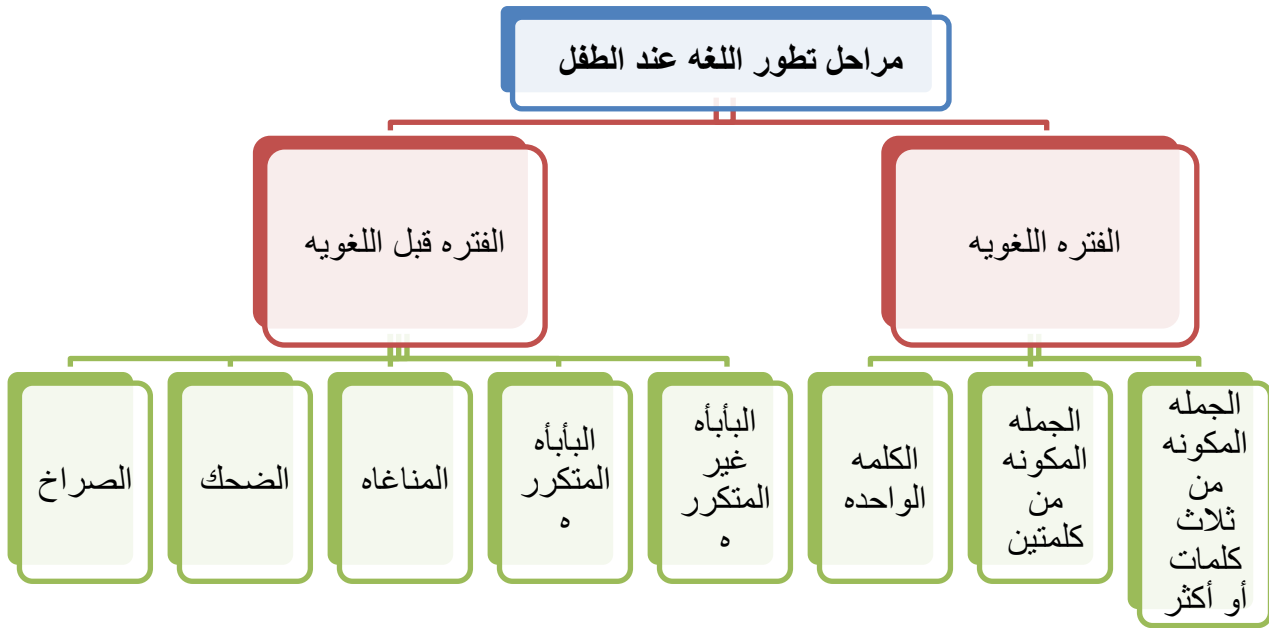 مراحل تطور اللغه عند الطفل
الفتره اللغويه
الفتره قبل اللغويه
الجمله
المكونه
من
ثلاث
كلمات
أو أكثر
الجمله
المكونه
من
كلمتين
الكلمه
الواحده
البأبأه
غير
المتكرر
ه
البأبأه
المتكرر
ه
المناغاه
الضحك
الصراخ